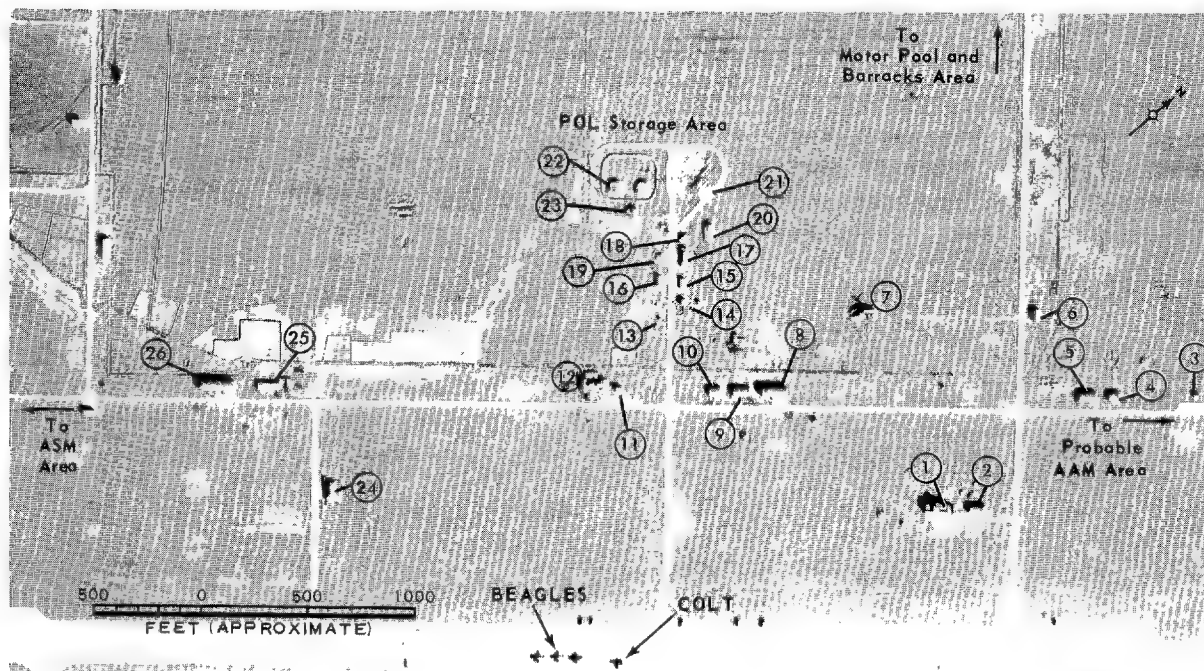 To
Motor Pool and
Barracks Area
N
POL Storage Area
22
21
23
20
18
17
19
16
15
7
14
6
13
25
26
10
8
5
3
12
4
To
ASM
Area
11
9
To
Probable
AAM Area
1
2
24
500 0 500 1000
FEET (APPROXIMATE)
BEAGLES
COLT